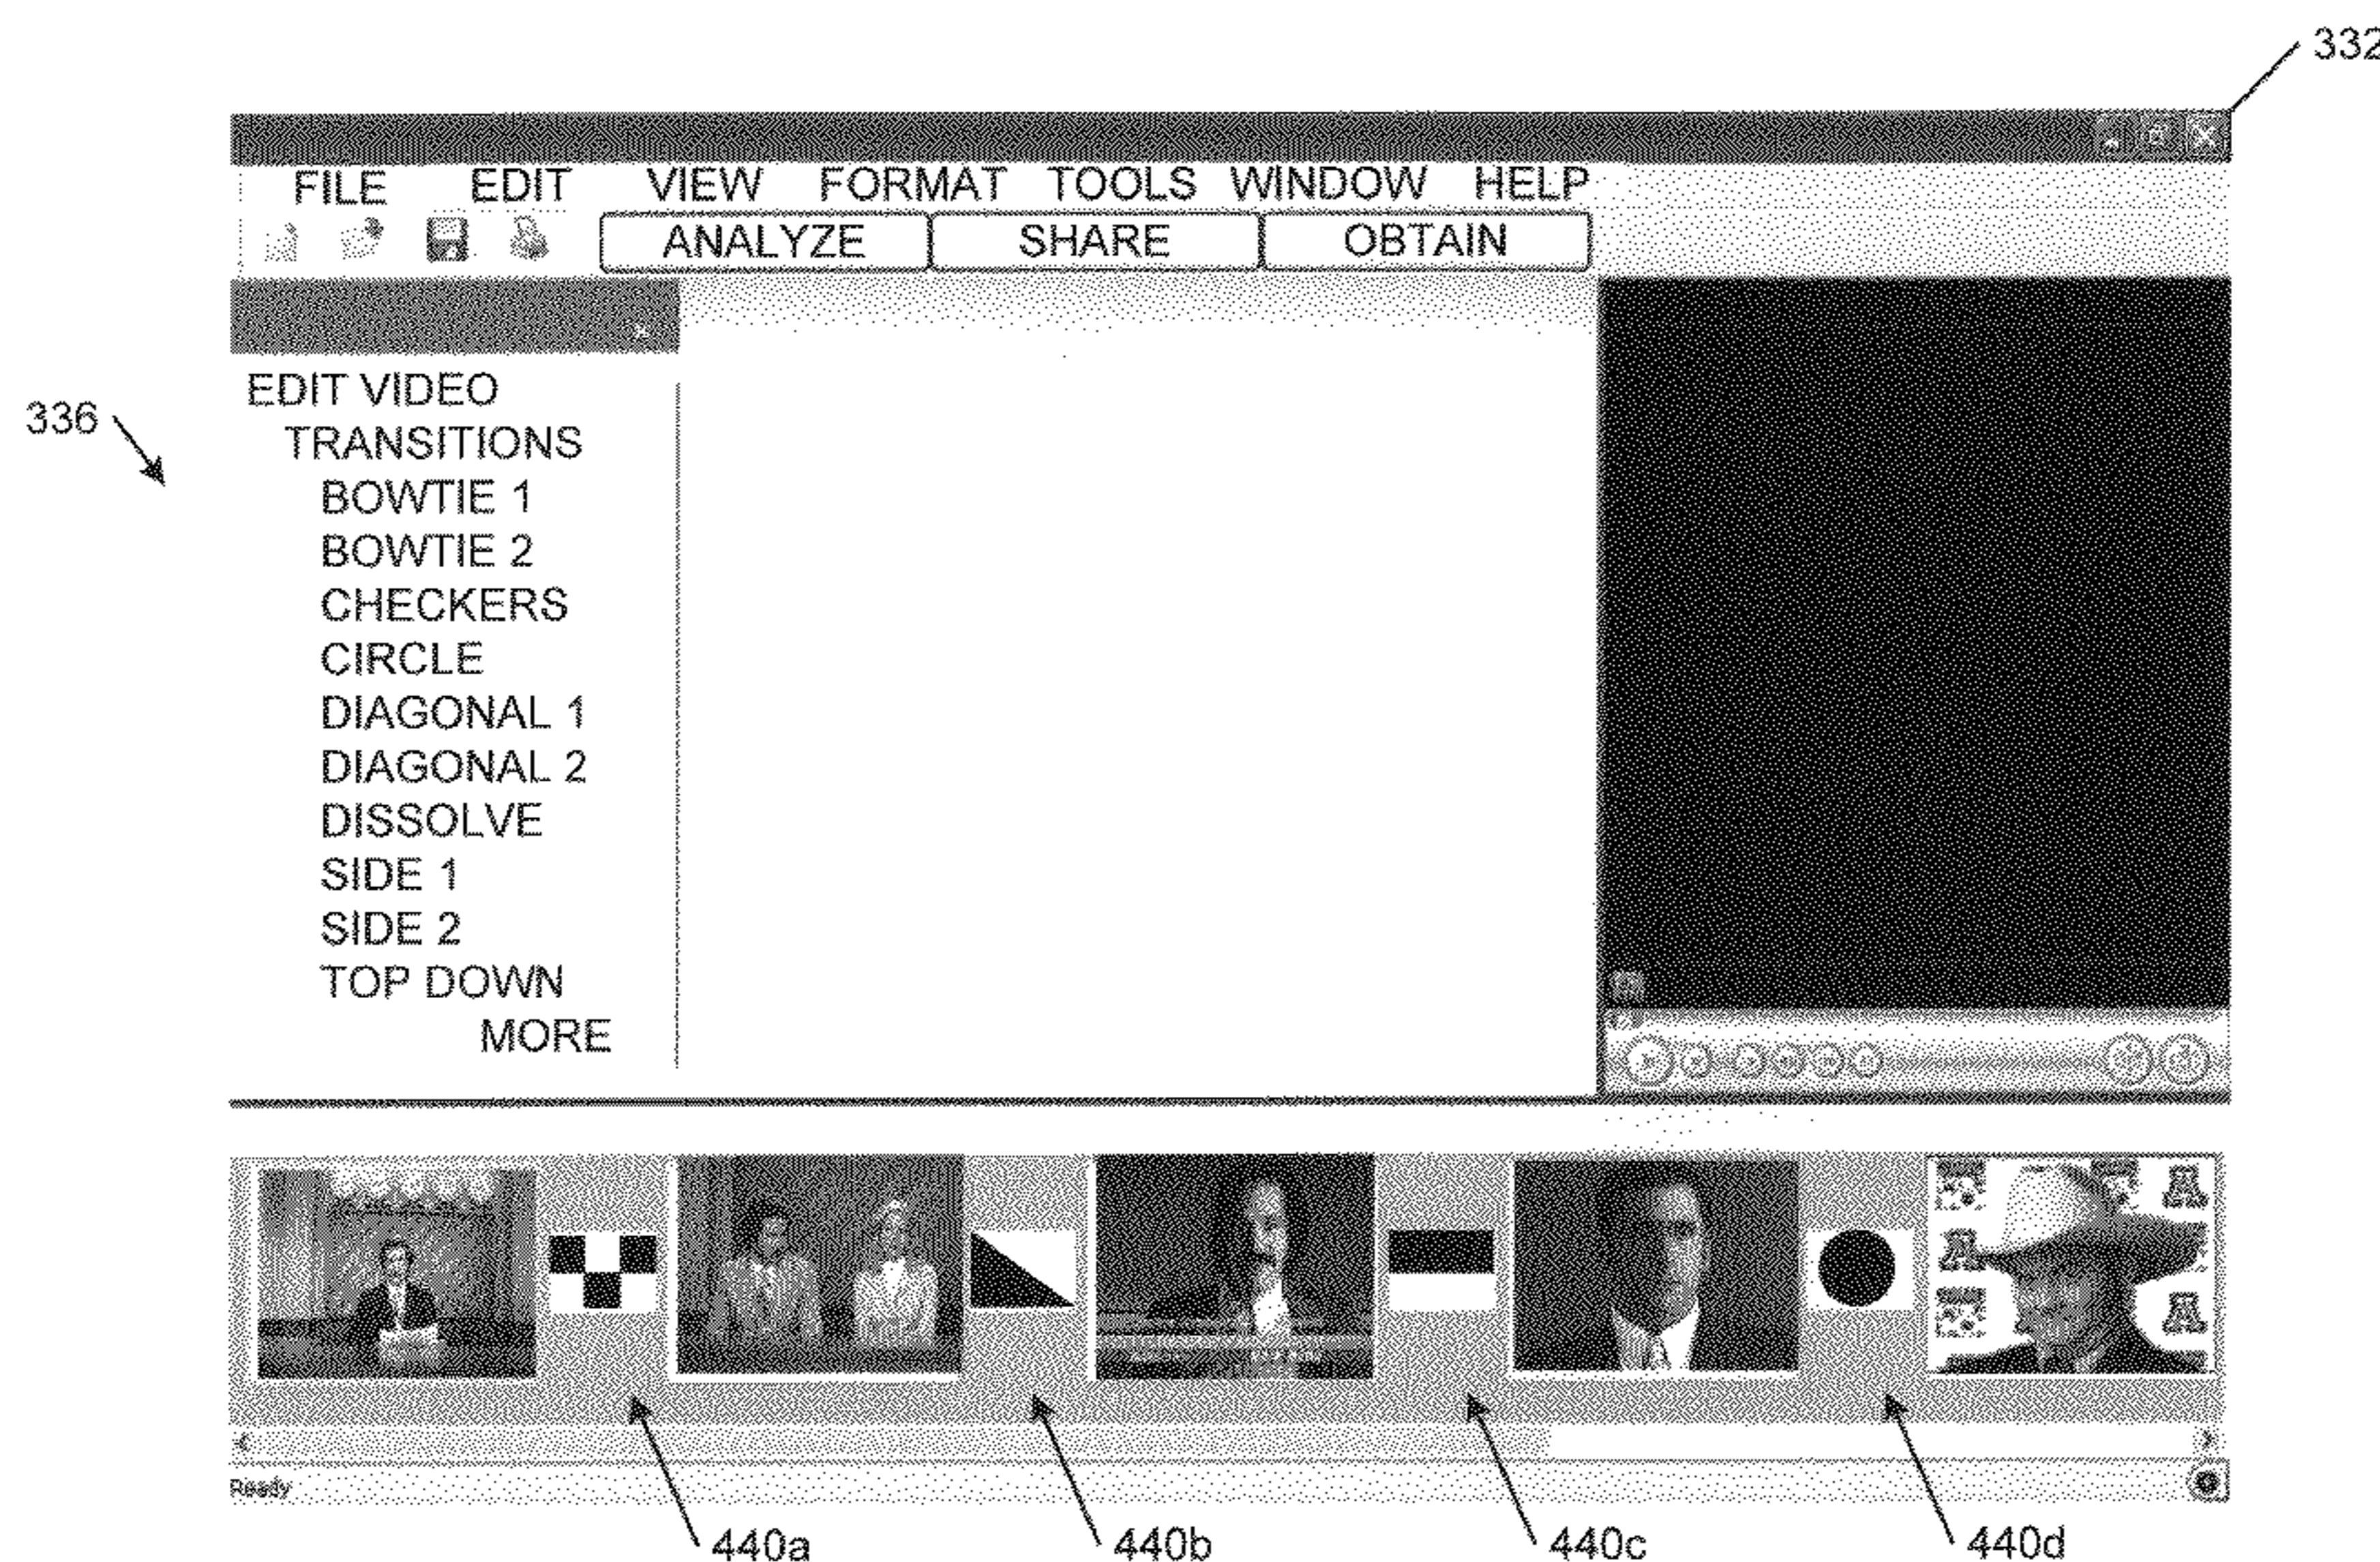 332
FILE EDIT VIEW FORMAT TOOLS WINDOW HELP
ANALYZE SHARE OBTAIN
336
EDIT VIDEO
TRANSITIONS
BOWTIE 1
BOWTIE 2
CHECKERS
CIRCLE
DIAGONAL 1
DIAGONAL 2
DISSOLVE
SIDE 1
SIDE 2
TOP DOWN
MORE
Ready
440a 440b 440c 440d